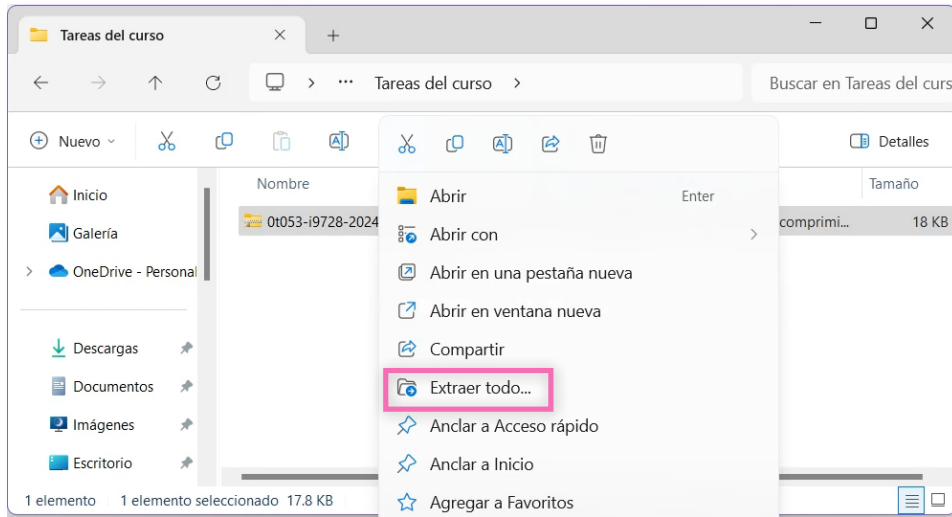 Tareas del curso
Tareas del curso
Buscar en Tareas del curs
Nuevo
Detalles
Nombre
Tamaño
0t053-i9728-2024
comprimi...
18 KB
Inicio
Galería
OneDrive - Personal
Descargas
Documentos
Imágenes
Escritorio
Abrir
Enter
Abrir con
Abrir en una pestaña nueva
Abrir en ventana nueva
Compartir
Extraer todo...
Anclar a Acceso rápido
Anclar a Inicio
Agregar a Favoritos
1 elemento
1 elemento seleccionado 17.8 KB